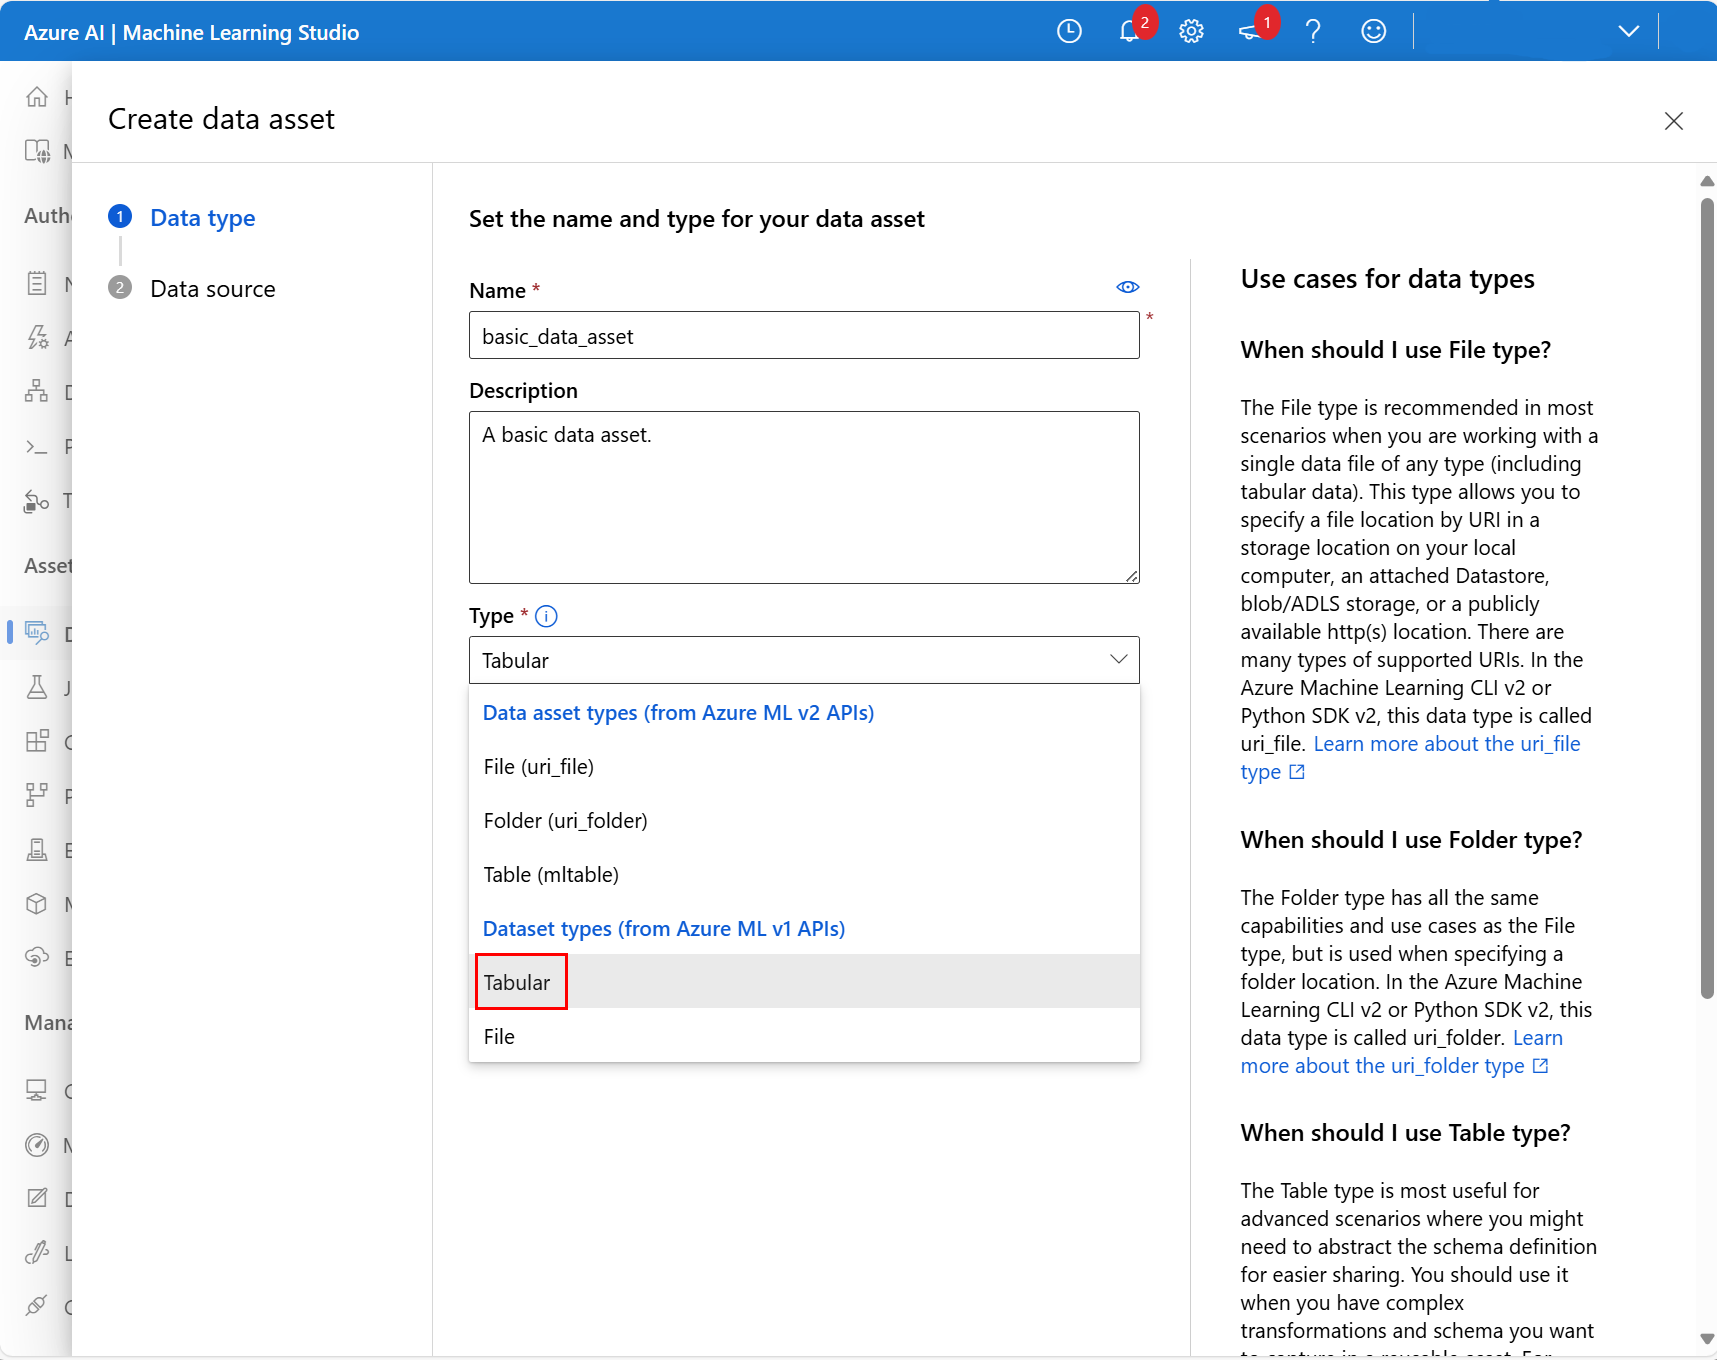 Azure AI | Machine Learning Studio
2
1
Create data asset
1 Data type
2 Data source
Set the name and type for your data asset
Name *
*
basic_data_asset
Description
A basic data asset.
Type *
Tabular
Data asset types (from Azure ML v2 APIs)
File (uri_file)
Folder (uri_folder)
Table (mltable)
Dataset types (from Azure ML v1 APIs)
Tabular
File
Use cases for data types
When should I use File type?
The File type is recommended in most
scenarios when you are working with a
single data file of any type (including
tabular data). This type allows you to
specify a file location by URI in a
storage location on your local
computer, an attached Datastore,
blob/ADLS storage, or a publicly
available http(s) location. There are
many types of supported URIs. In the
Azure Machine Learning CLI v2 or
Python SDK v2, this data type is called
uri_file. Learn more about the uri_file
type
When should I use Folder type?
The Folder type has all the same
capabilities and use cases as the File
type, but is used when specifying a
folder location. In the Azure Machine
Learning CLI v2 or Python SDK v2, this
data type is called uri_folder. Learn
more about the uri_folder type
When should I use Table type?
The Table type is most useful for
advanced scenarios where you might
need to abstract the schema definition
for easier sharing. You should use it
when you have complex
transformations and schema you want